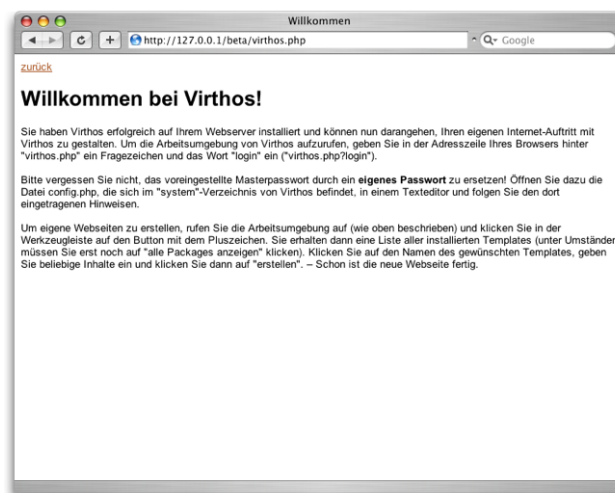 Willkommen
http://127.0.0.1/beta/virthos.php
Google
zurück
Willkommen bei Virthos!
Sie haben Virthos erfolgreich auf Ihrem Webserver installiert und können nun darangehen, Ihren eigenen Internet-Auftritt mit
Virthos zu gestalten. Um die Arbeitsumgebung von Virthos aufzurufen, geben Sie in der Adresszeile Ihres Browsers hinter
"virthos.php" ein Fragezeichen und das Wort "login" ein ("virthos.php?login").
Bitte vergessen Sie nicht, das voreingestellte Masterpasswort durch ein eigenes Passwort zu ersetzen! Öffnen Sie dazu die
Datei config.php, die sich im "system"-Verzeichnis von Virthos befindet, in einem Texteditor und folgen Sie den dort
eingetragenen Hinweisen.
Um eigene Webseiten zu erstellen, rufen Sie die Arbeitsumgebung auf (wie oben beschrieben) und klicken Sie in der
Werkzeugleiste auf den Button mit dem Pluszeichen. Sie erhalten dann eine Liste aller installierten Templates (unter Umständen
müssen Sie erst noch auf "alle Packages anzeigen" klicken). Klicken Sie auf den Namen des gewünschten Templates, geben
Sie beliebige Inhalte ein und klicken Sie dann auf "erstellen". – Schon ist die neue Webseite fertig.